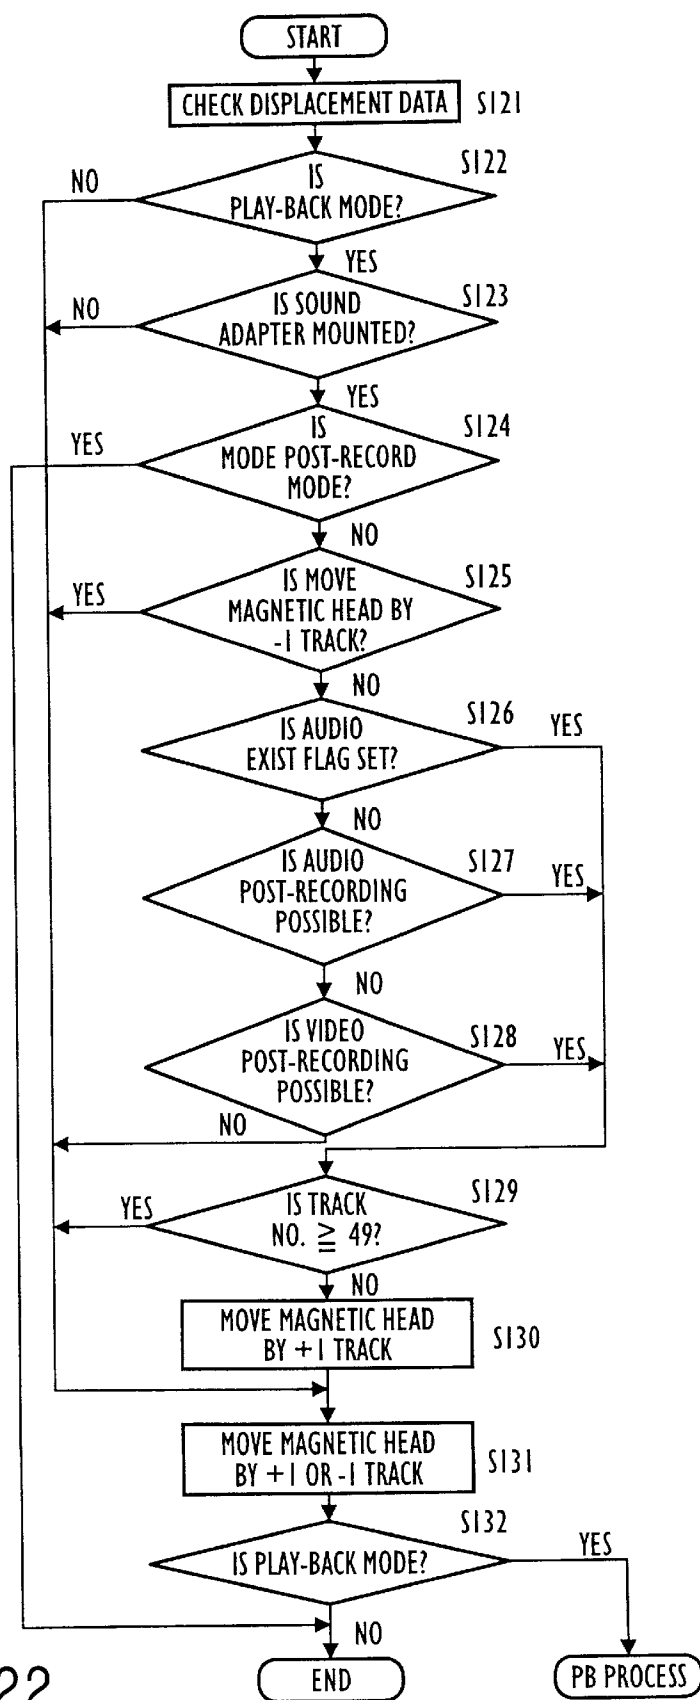 START
CHECK DISPLACEMENT DATA
S121
S122
NO
IS
PLAY-BACK MODE?
YES
S123
NO
IS SOUND
ADAPTER MOUNTED?
YES
S124
YES
IS
MODE POST-RECORD
MODE?
NO
S125
YES
IS MOVE
MAGNETIC HEAD BY
-1 TRACK?
NO
S126
YES
IS AUDIO
EXIST FLAG SET?
NO
S127
YES
IS AUDIO
POST-RECORDING
POSSIBLE?
NO
S128
YES
IS VIDEO
POST-RECORDING
POSSIBLE?
NO
S129
YES
IS TRACK
NO. ≧ 49?
NO
MOVE MAGNETIC HEAD
BY +1 TRACK
S130
MOVE MAGNETIC HEAD
BY +1 OR -1 TRACK
S131
S132
IS PLAY-BACK MODE?
YES
NO
END
PB PROCESS